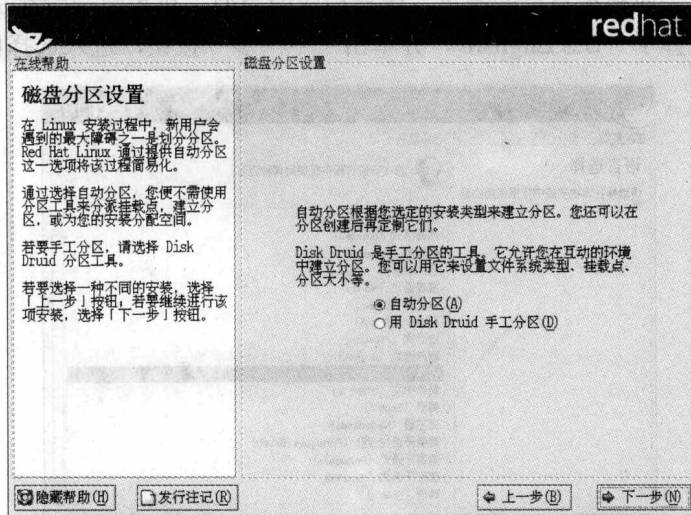 redhat.
在线帮助
磁盘分区设置
磁盘分区设置
在 Linux 安装过程中，新用户会
遇到的最大障碍之一是划分分区。
Red Hat Linux 通过提供自动分区
这一选项将该过程简易化。
通过选择自动分区，您便不需使用
分区工具来分派挂载点，建立分
区，或为您的安装分配空间。
若要手工分区，请选择 Disk
Druid 分区工具。
若要选择一种不同的安装，选择
「上一步」按钮，若要继续进行该
项安装，选择「下一步」按钮。
自动分区根据您选定的安装类型来建立分区。您还可以在
分区创建后再定制它们。
Disk Druid 是手工分区的工具。它允许您在互动的环境
中建立分区。您可以用它来设置文件系统类型、挂载点、
分区大小等。
自动分区(A)
用 Disk Druid 手工分区(D)
隐藏帮助(H)
发行注记(R)
上一步(B)
下一步(N)